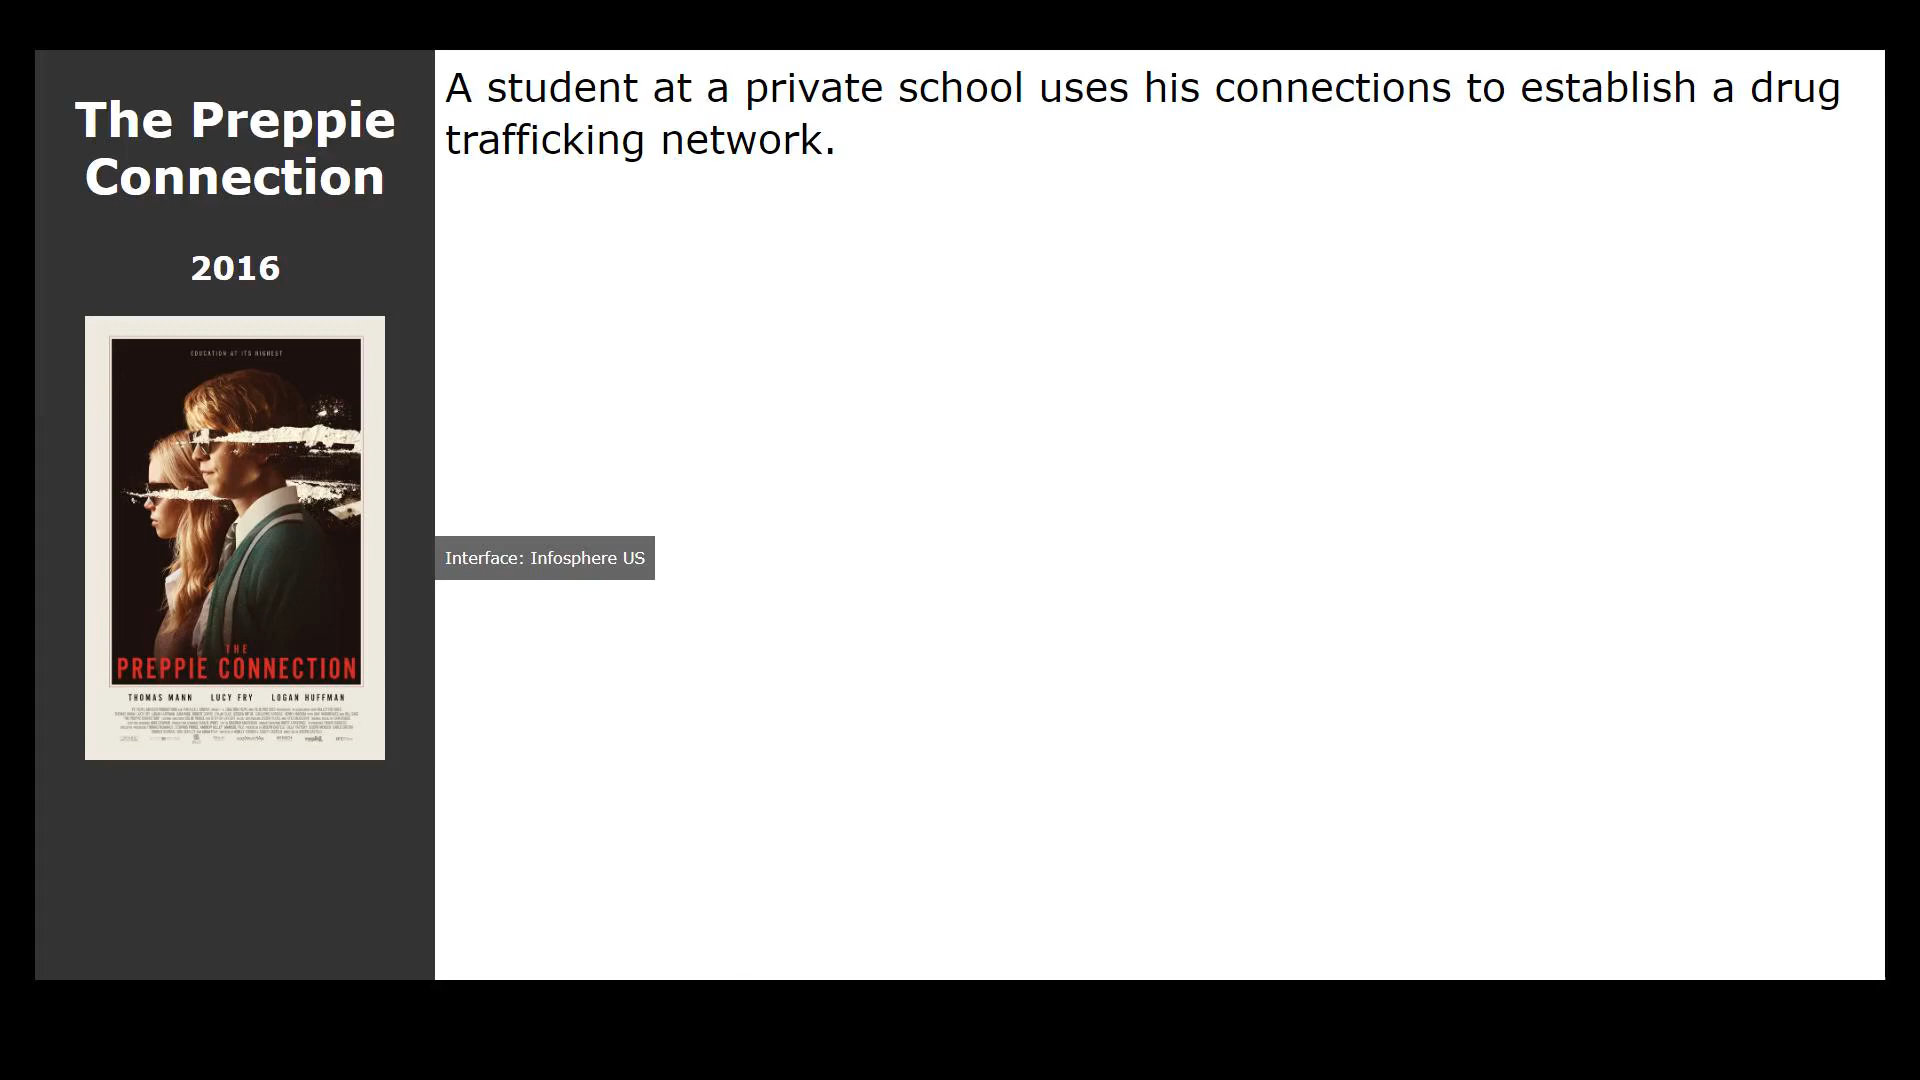 The Preppie
Connection
2016
EDUCATION AT ITS HIGHEST
THE
PREPPIE CONNECTION
THOMAS MANN LUCY FRY LOGAN HUFFMAN
A student at a private school uses his connections to establish a drug
trafficking network.
Interface: Infosphere US